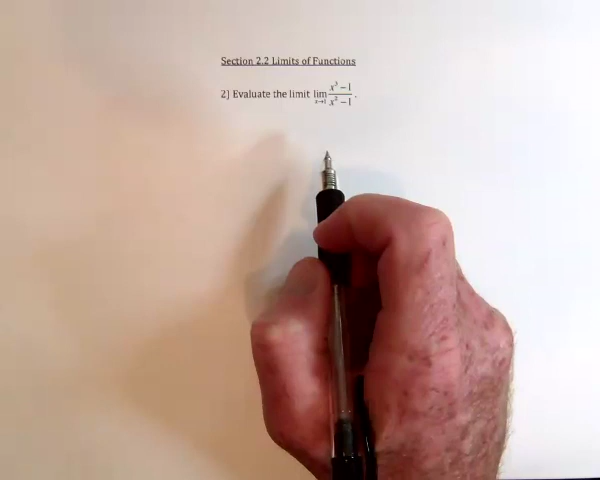 Section 2.2 Limits of Functions
2) Evaluate the limit lim x→1 (x³ − 1)/(x² − 1).